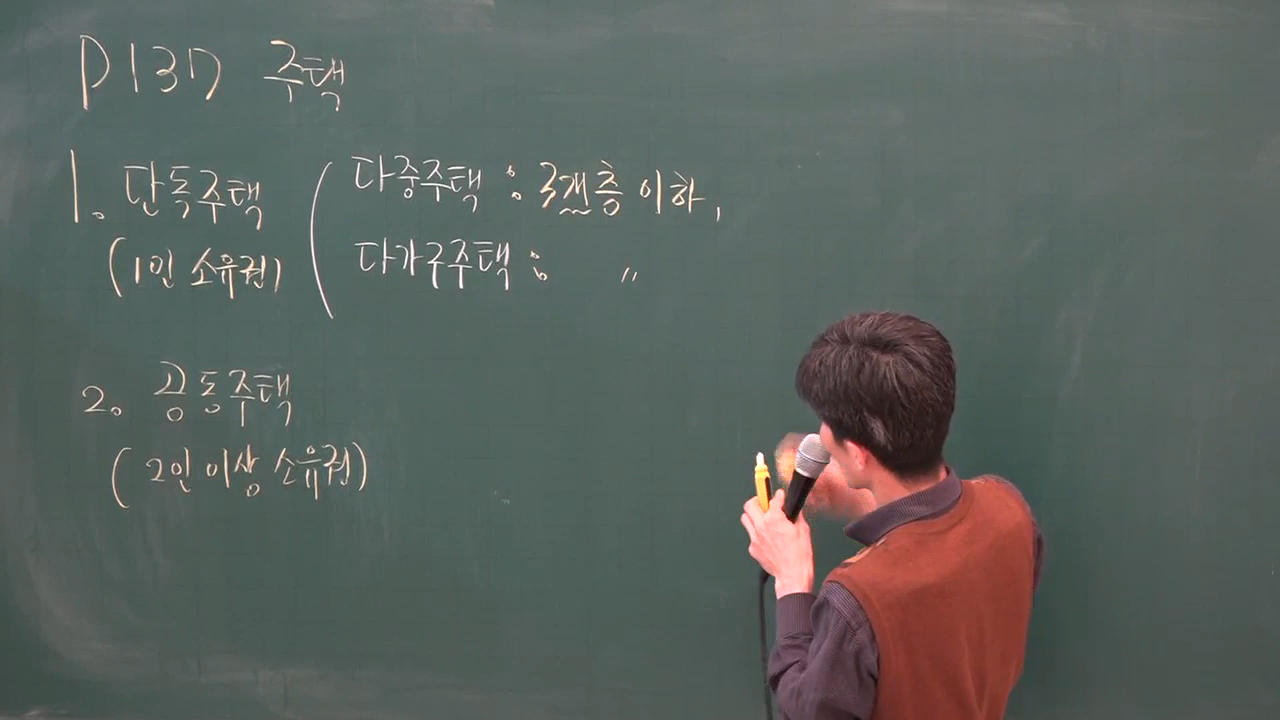 P137 주택
1. 단독주택
(1인 소유권)
( 다중주택 : 3갠층 이하,
다가구주택 : 〃
2. 공동주택
(2인 이상 소유권)